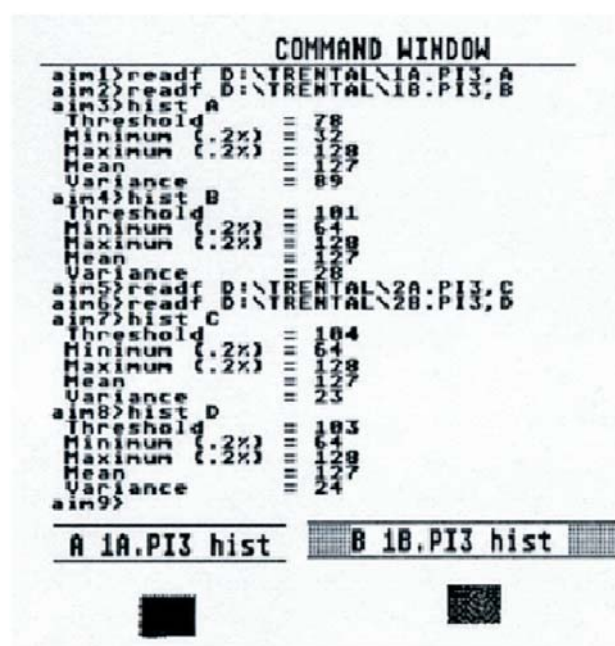 COMMAND WINDOW
aim1>readf D:\TRENTAL\1A.PI3,A
aim2>readf D:\TRENTAL\1B.PI3,B
aim3>hist A
Threshold = 78
Minimum (.2%) = 32
Maximum (.2%) = 128
Mean = 127
Variance = 89
aim4>hist B
Threshold = 101
Minimum (.2%) = 64
Maximum (.2%) = 128
Mean = 127
Variance = 28
aim5>readf D:\TRENTAL\2A.PI3,C
aim6>readf D:\TRENTAL\2B.PI3,D
aim7>hist C
Threshold = 104
Minimum (.2%) = 64
Maximum (.2%) = 128
Mean = 127
Variance = 23
aim8>hist D
Threshold = 103
Minimum (.2%) = 64
Maximum (.2%) = 128
Mean = 127
Variance = 24
aim9>
A 1A.PI3 hist
B 1B.PI3 hist